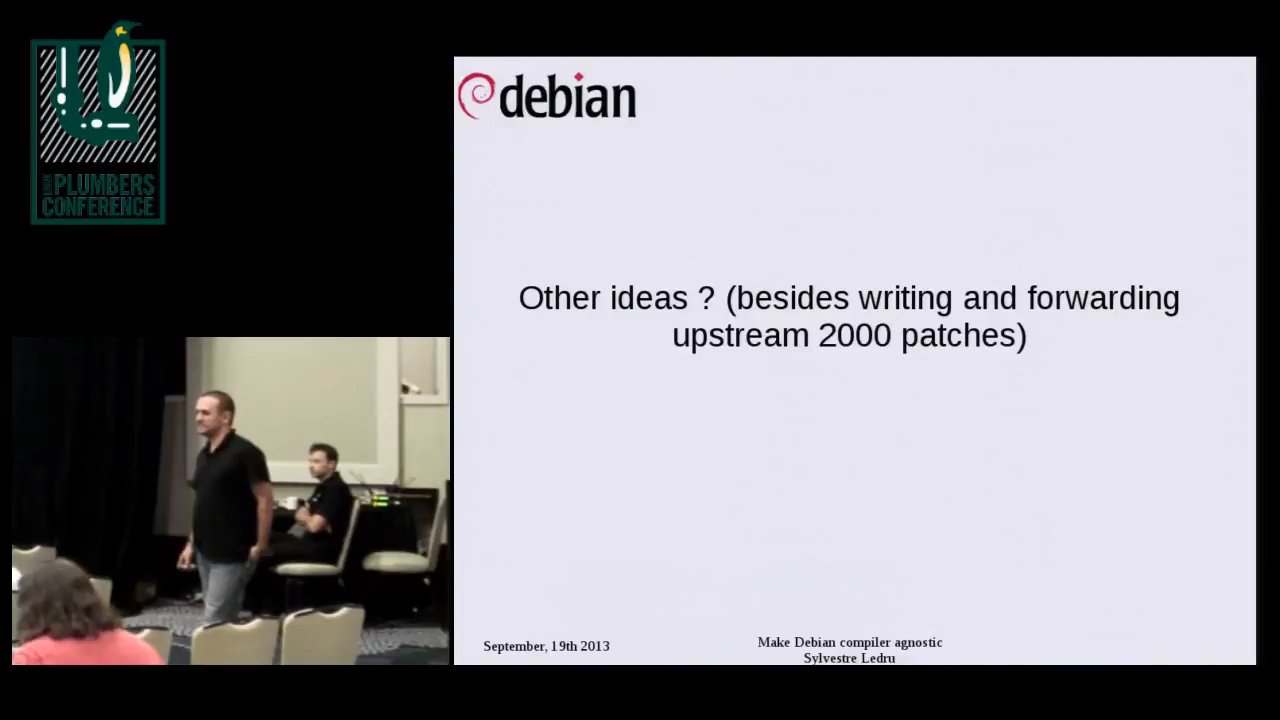 LINUX
PLUMBERS
CONFERENCE
debian
Other ideas ? (besides writing and forwarding
upstream 2000 patches)
September, 19th 2013
Make Debian compiler agnostic
Sylvestre Ledru